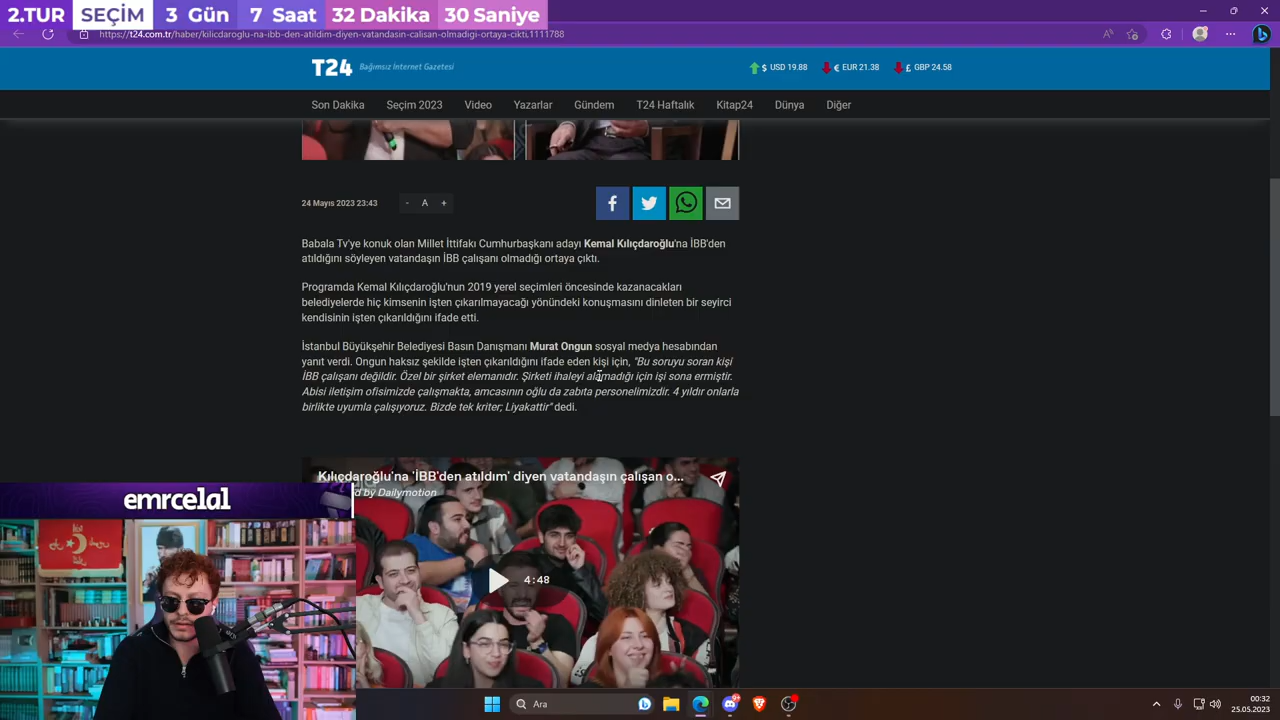 2.TUR SEÇİM 3 Gün 7 Saat 32 Dakika 30 Saniye
https://t24.com.tr/haber/kilicdaroglu-na-ibb-den-atildim-diyen-vatandasin-calisan-olmadigi-ortaya-cikti,1111788
T24 Bağımsız İnternet Gazetesi
$ USD 19.88 € EUR 21.38 £ GBP 24.58
Son Dakika Seçim 2023 Video Yazarlar Gündem T24 Haftalık Kitap24 Dünya Diğer
24 Mayıs 2023 23:43
- A +
Babala Tv'ye konuk olan Millet İttifakı Cumhurbaşkanı adayı Kemal Kılıçdaroğlu'na İBB'den
atıldığını söyleyen vatandaşın İBB çalışanı olmadığı ortaya çıktı.
Programda Kemal Kılıçdaroğlu'nun 2019 yerel seçimleri öncesinde kazanacakları
belediyelerde hiç kimsenin işten çıkarılmayacağı yönündeki konuşmasını dinleten bir seyirci
kendisinin işten çıkarıldığını ifade etti.
İstanbul Büyükşehir Belediyesi Basın Danışmanı Murat Ongun sosyal medya hesabından
yanıt verdi. Ongun haksız şekilde işten çıkarıldığını ifade eden kişi için, "Bu soruyu soran kişi
İBB çalışanı değildir. Özel bir şirket elemanıdır. Şirketi ihaleyi alamadığı için işi sona ermiştir.
Abisi iletişim ofisimizde çalışmakta, amcasının oğlu da zabıta personelimizdir. 4 yıldır onlarla
birlikte uyumla çalışıyoruz. Bizde tek kriter; Liyakattir" dedi.
Kılıçdaroğlu'na 'İBB'den atıldım' diyen vatandaşın çalışan o...
d by Dailymotion
4:48
emrcelal
Ara
00:32
25.05.2023